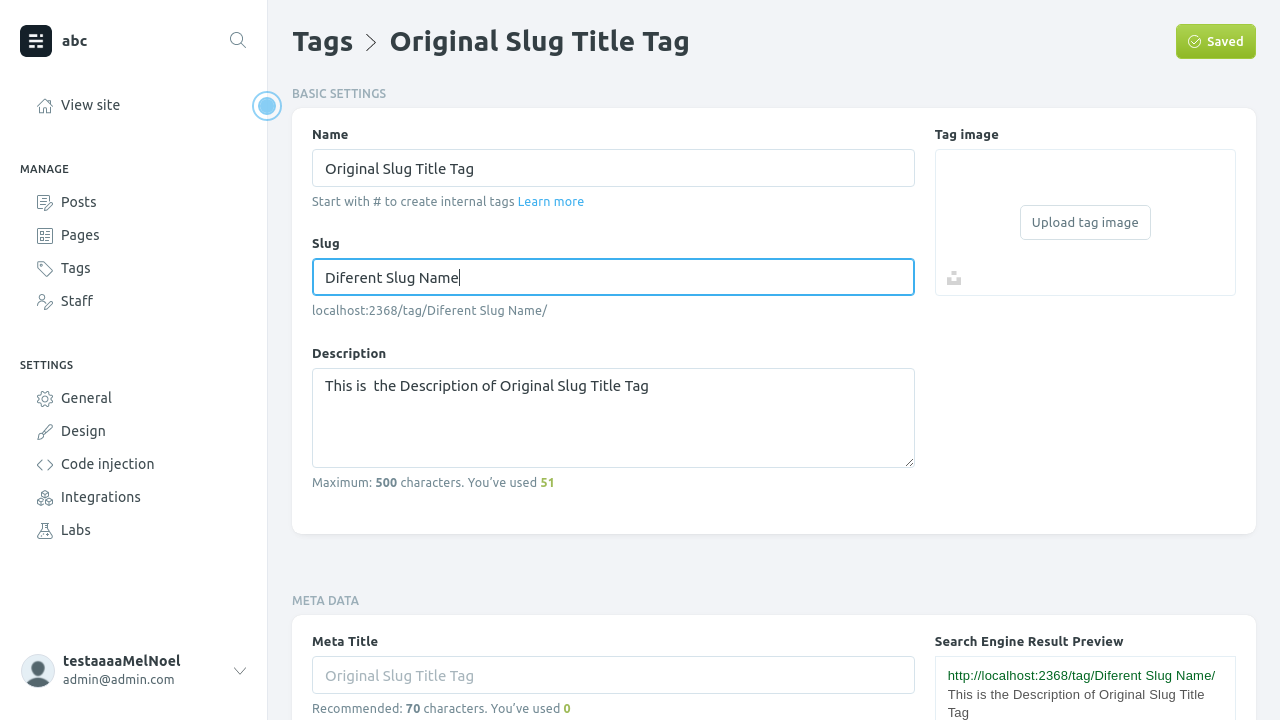 abc
View site
MANAGE
Posts
Pages
Tags
Staff
SETTINGS
General
Design
Code injection
Integrations
Labs
testaaaaMelNoel
admin@admin.com
Tags
Original Slug Title Tag
Saved
BASIC SETTINGS
Name
Original Slug Title Tag
Start with # to create internal tags Learn more
Slug
Diferent Slug Name
localhost:2368/tag/Diferent Slug Name/
Description
This is  the Description of Original Slug Title Tag
Maximum: 500 characters. You’ve used 51
Tag image
Upload tag image
META DATA
Meta Title
Original Slug Title Tag
Recommended: 70 characters. You’ve used 0
Search Engine Result Preview
http://localhost:2368/tag/Diferent Slug Name/
This is the Description of Original Slug Title
Tag